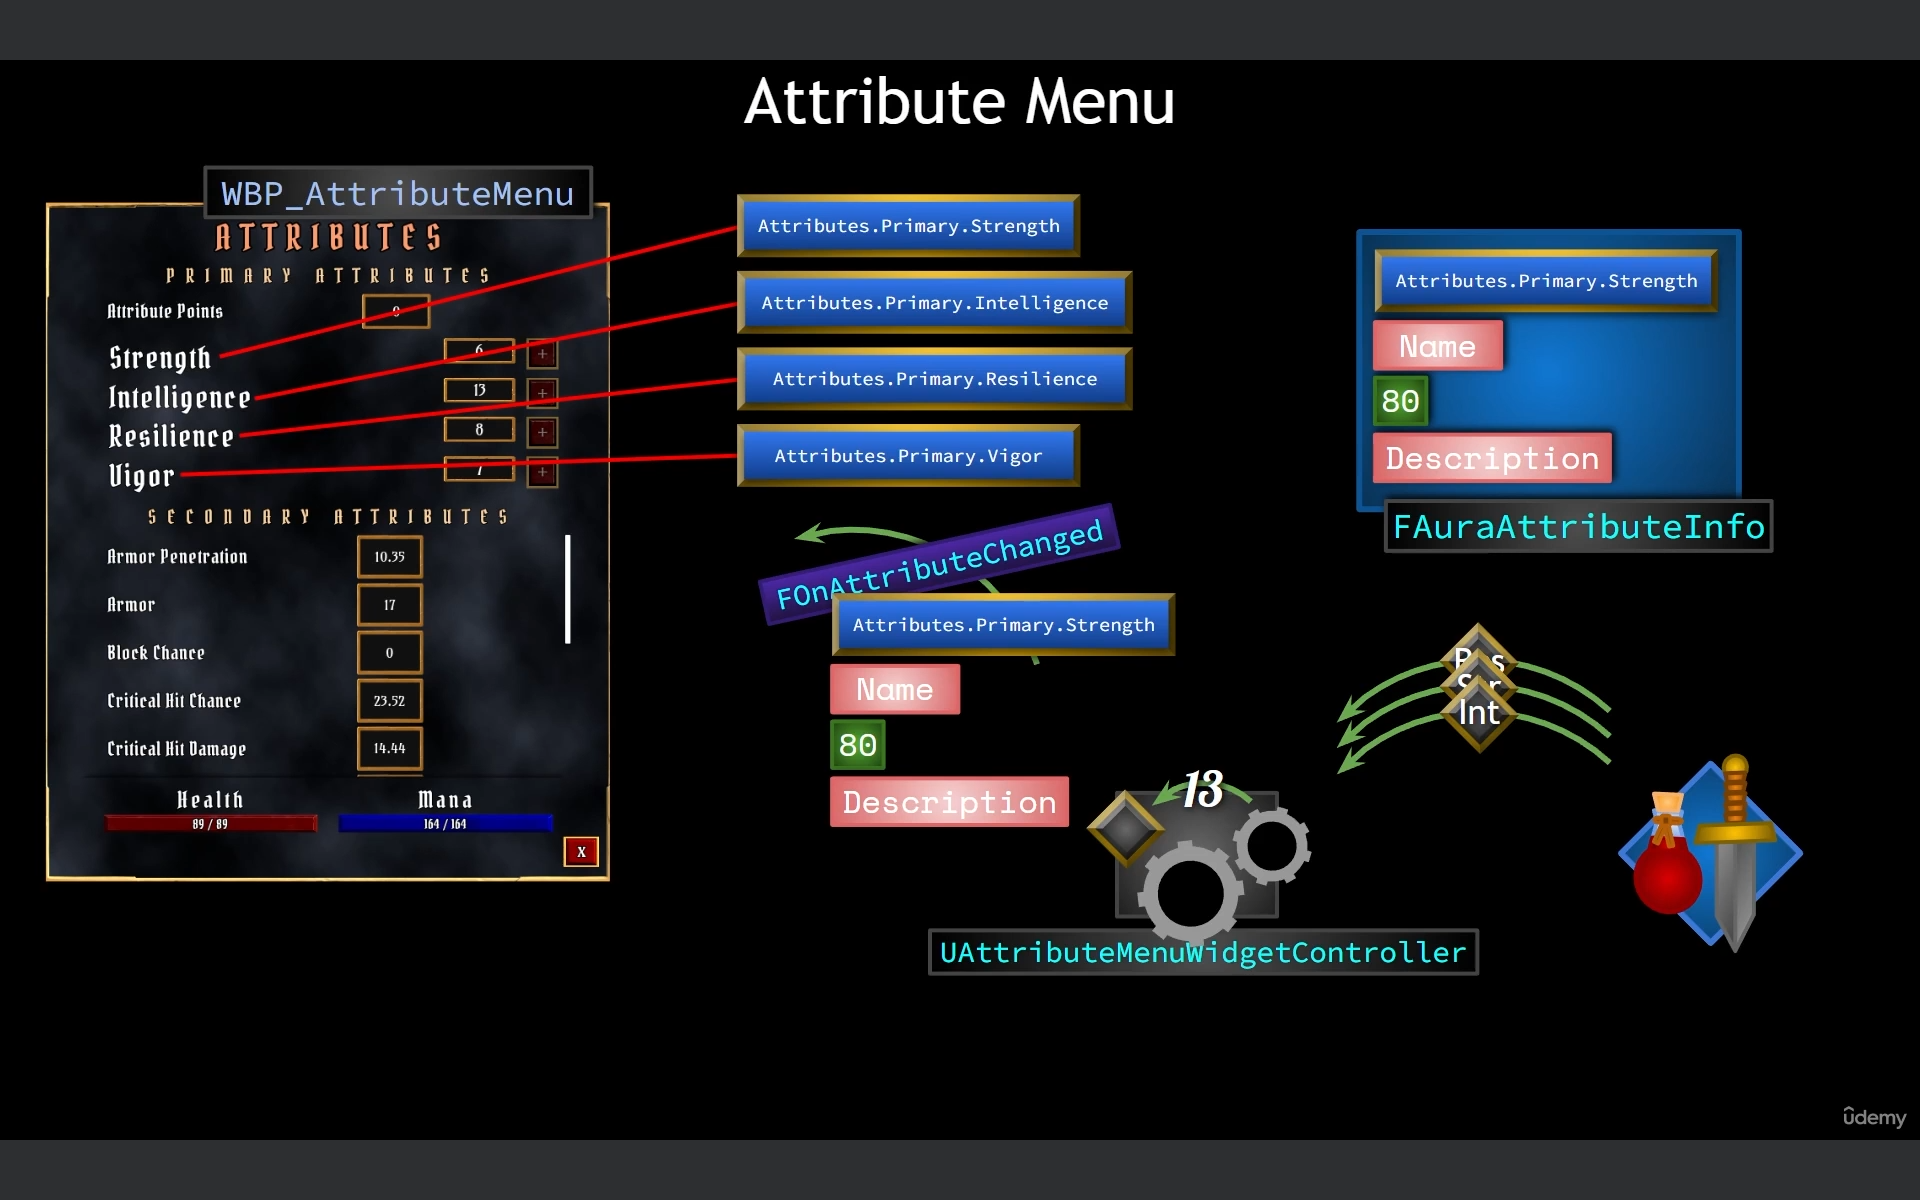 Attribute Menu
WBP_AttributeMenu
ATTRIBUTES
PRIMARY ATTRIBUTES
Attribute Points
Strength 6 +
Intelligence 13 +
Resilience 8 +
Vigor 7 +
SECONDARY ATTRIBUTES
Armor Penetration 10.35
Armor 17
Block Chance 0
Critical Hit Chance 23.52
Critical Hit Damage 14.44
Health Mana
89 / 89 164 / 164
X
Attributes.Primary.Strength
Attributes.Primary.Intelligence
Attributes.Primary.Resilience
Attributes.Primary.Vigor
FOnAttributeChanged
Attributes.Primary.Strength
Name
80
Description
13
UAttributeMenuWidgetController
Attributes.Primary.Strength
Name
80
Description
FAuraAttributeInfo
Int
ûdemy